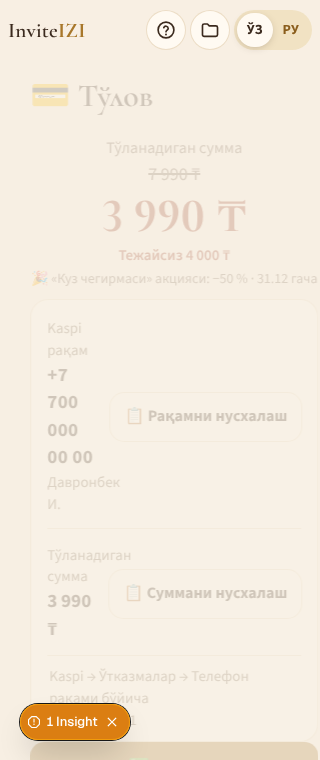 InviteIZI
ЎЗ
РУ
Тўлов
Тўланадиган сумма
7 990 ₸
3 990 ₸
Тежайсиз 4 000 ₸
«Куз чегирмаси» акцияси: −50 % · 31.12 гача
Kaspi
рақам
+7
700
000
00 00
Давронбек
И.
Рақамни нусхалаш
Тўланадиган
сумма
3 990
₸
Суммани нусхалаш
Kaspi → Ўтказмалар → Телефон
рақами бўйича
1 Insight